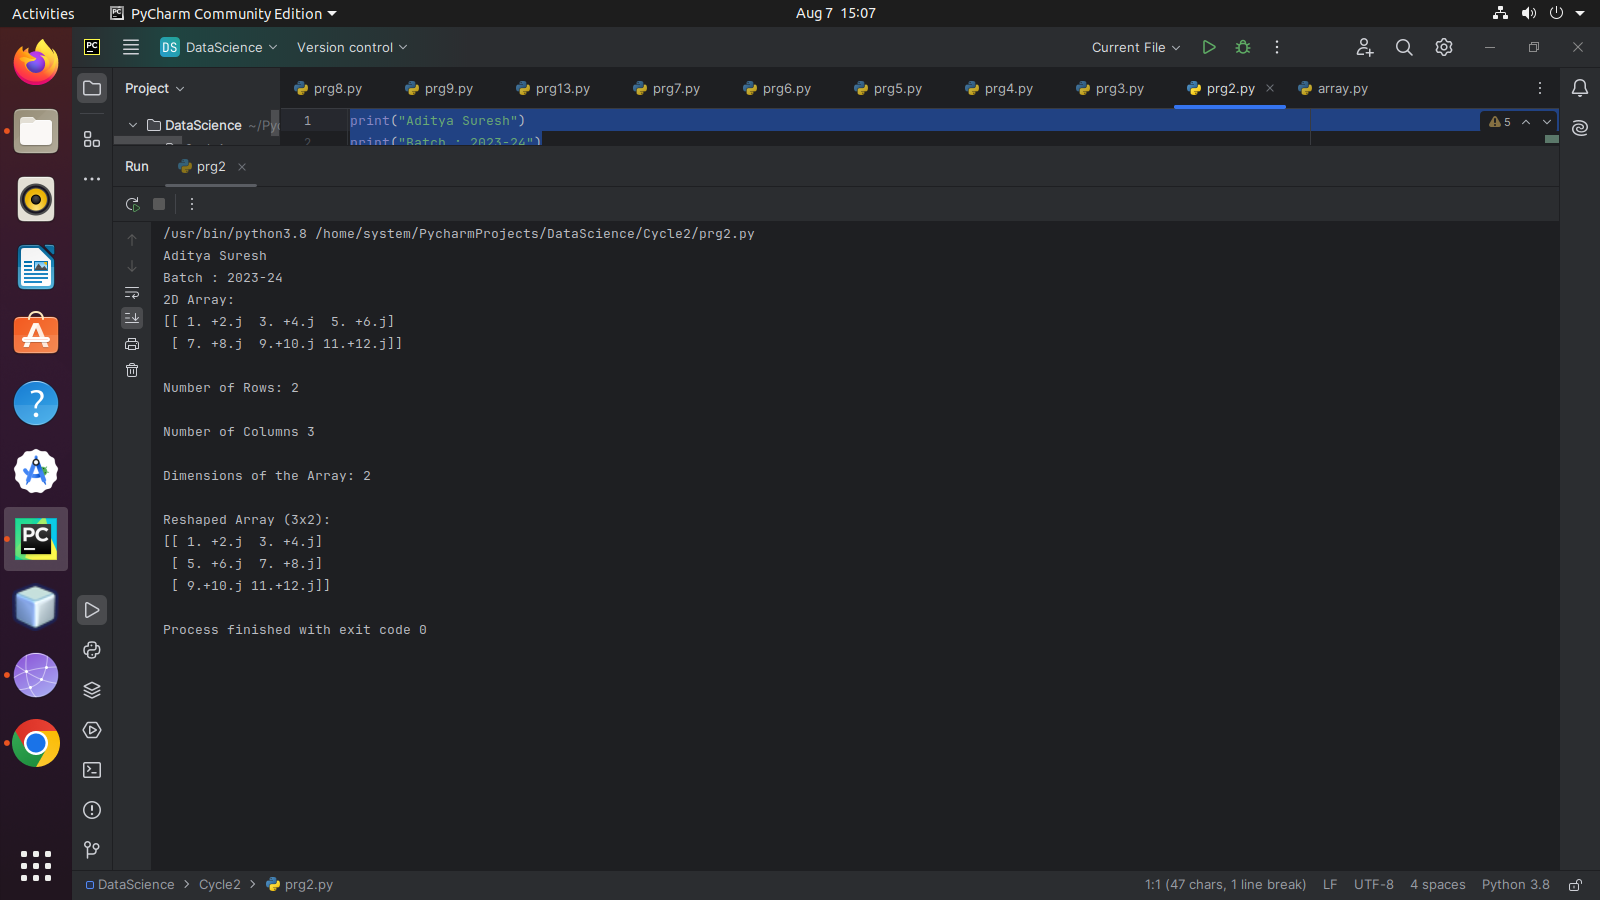 Activities PyCharm Community Edition Aug 7 15:07
PC DS DataScience Version control Current File
Project prg8.py prg9.py prg13.py prg7.py prg6.py prg5.py prg4.py prg3.py prg2.py array.py
DataScience ~/Pyc 1 print("Aditya Suresh") 5
2 print("Batch : 2023-24")
Run prg2
/usr/bin/python3.8 /home/system/PycharmProjects/DataScience/Cycle2/prg2.py
Aditya Suresh
Batch : 2023-24
2D Array:
[[ 1. +2.j  3. +4.j  5. +6.j]
 [ 7. +8.j  9.+10.j 11.+12.j]]
Number of Rows: 2
Number of Columns 3
Dimensions of the Array: 2
Reshaped Array (3x2):
[[ 1. +2.j  3. +4.j]
 [ 5. +6.j  7. +8.j]
 [ 9.+10.j 11.+12.j]]
Process finished with exit code 0
PC
DataScience > Cycle2 > prg2.py 1:1 (47 chars, 1 line break) LF UTF-8 4 spaces Python 3.8